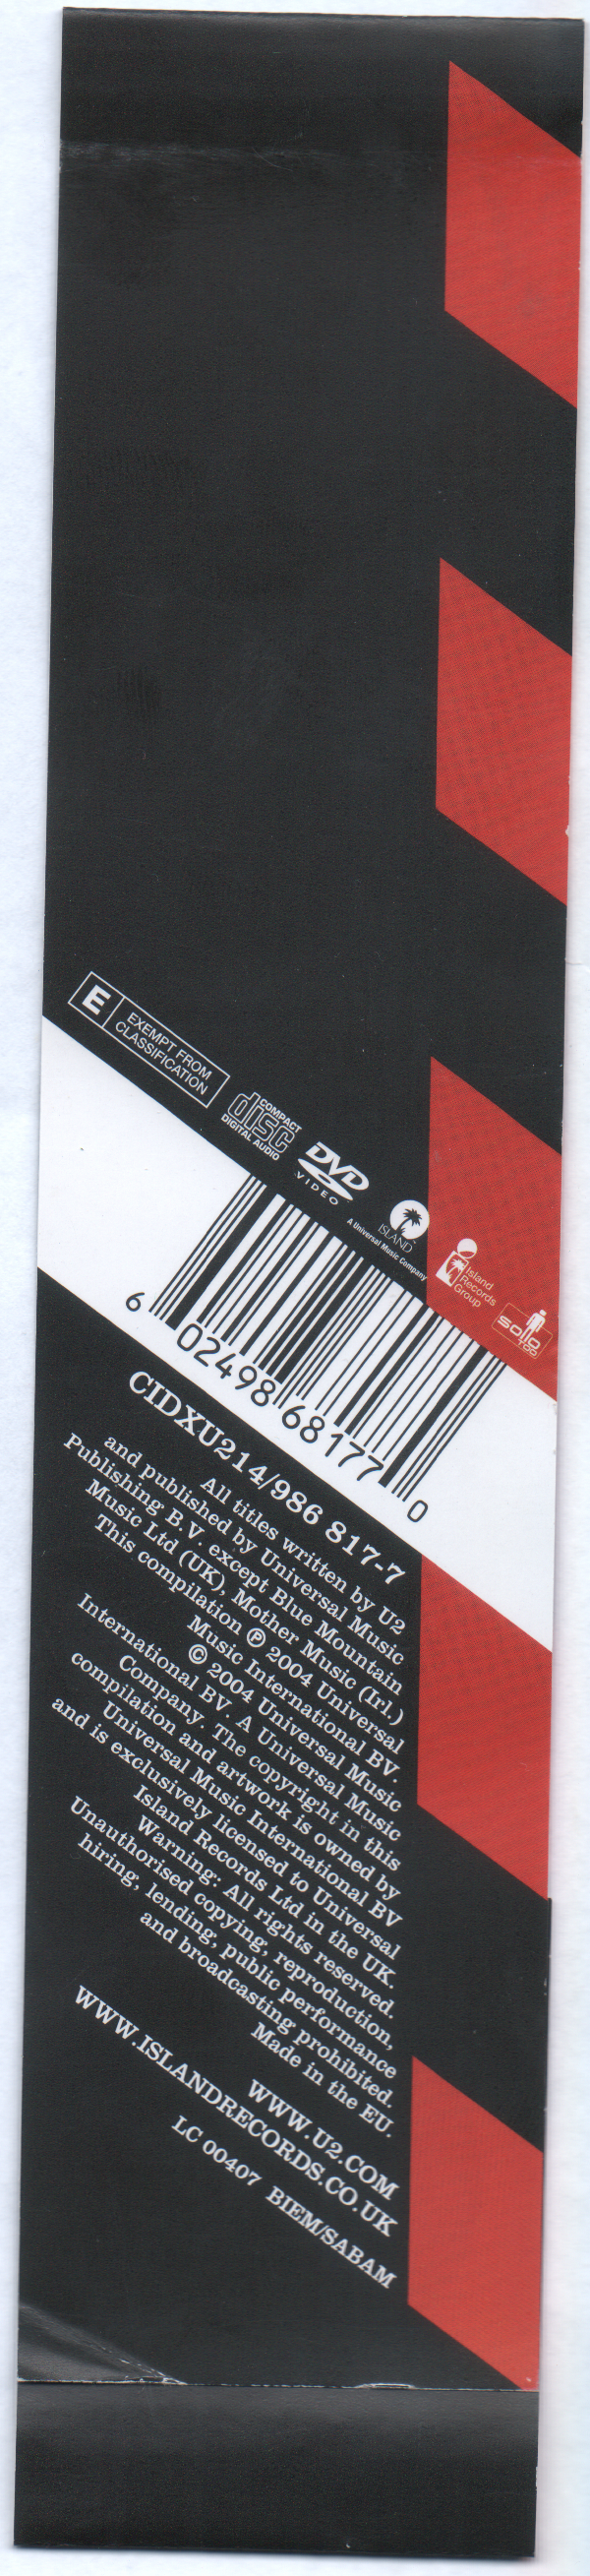 E
EXEMPT FROM
CLASSIFICATION
COMPACT
disc
DIGITAL AUDIO
DVD
VIDEO
ISLAND
A Universal Music Company
Island
Records
Group
sollo
TOO
6 02498 68177 0
CIDXU214/986 817-7
All titles written by U2
and published by Universal Music
Publishing B.V. except Blue Mountain
Music Ltd (UK), Mother Music (Irl.)
This compilation ℗ 2004 Universal
Music International BV.
© 2004 Universal Music
International BV. A Universal Music
Company. The copyright in this
compilation and artwork is owned by
Universal Music International BV
and is exclusively licensed to Universal
Island Records Ltd in the UK.
Warning: All rights reserved.
Unauthorised copying, reproduction,
hiring, lending, public performance
and broadcasting prohibited.
Made in the EU.
WWW.U2.COM
WWW.ISLANDRECORDS.CO.UK
LC 00407 BIEM/SABAM